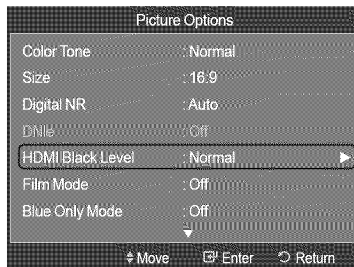 Picture Options
Color Tone : Normal
Size : 16:9
Digital NR : Auto
DNIe : Off
HDMI Black Level : Normal
Film Mode : Off
Blue Only Mode : Off
Move Enter Return